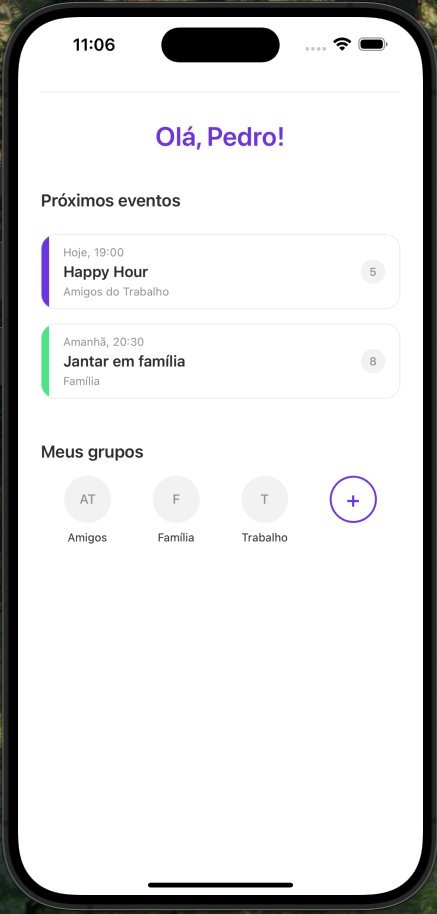 11:06
Olá, Pedro!
Próximos eventos
Hoje, 19:00
Happy Hour
5
Amigos do Trabalho
Amanhã, 20:30
Jantar em família
8
Família
Meus grupos
AT F T +
Amigos Família Trabalho